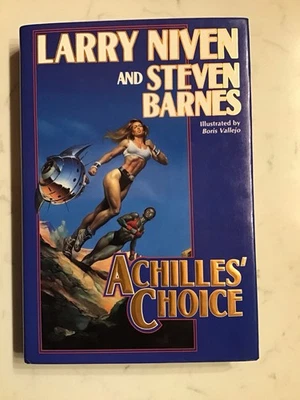 LARRY NIVEN
AND STEVEN
BARNES
Illustrated by
Boris Vallejo
ACHILLES'
CHOICE